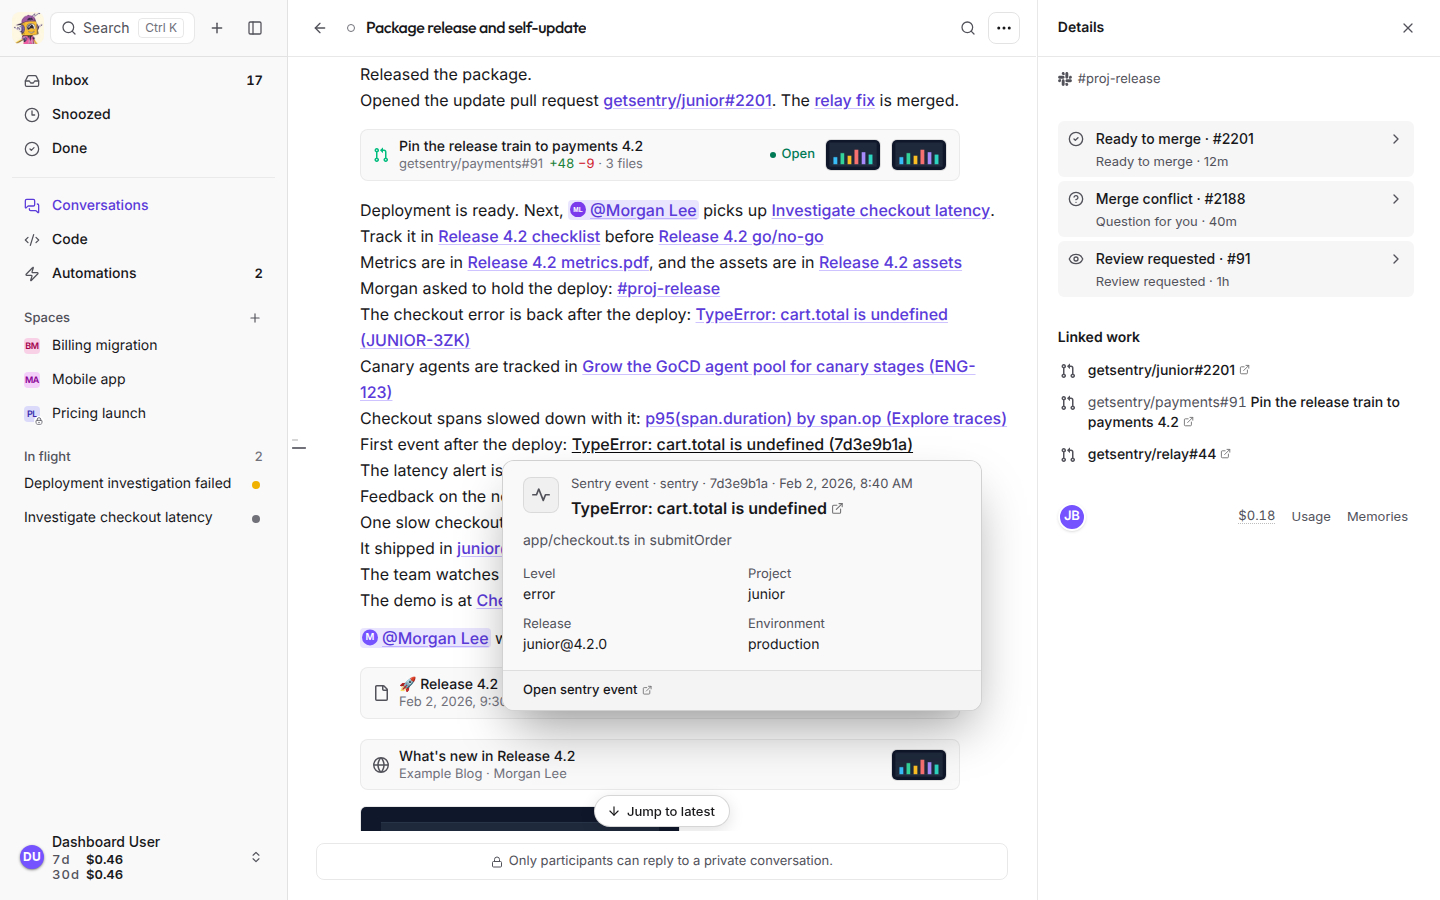 Search Ctrl K
Inbox 17
Snoozed
Done
Conversations
Code
Automations 2
Spaces
BM Billing migration
MA Mobile app
PL Pricing launch
In flight 2
Deployment investigation failed
Investigate checkout latency
DU Dashboard User
7d $0.46
30d $0.46
Package release and self-update
Released the package.
Opened the update pull request getsentry/junior#2201. The relay fix is merged.
Pin the release train to payments 4.2
getsentry/payments#91 +48 −9 · 3 files
Open
Deployment is ready. Next, ML @Morgan Lee picks up Investigate checkout latency.
Track it in Release 4.2 checklist before Release 4.2 go/no-go
Metrics are in Release 4.2 metrics.pdf, and the assets are in Release 4.2 assets
Morgan asked to hold the deploy: #proj-release
The checkout error is back after the deploy: TypeError: cart.total is undefined
(JUNIOR-3ZK)
Canary agents are tracked in Grow the GoCD agent pool for canary stages (ENG-
123)
Checkout spans slowed down with it: p95(span.duration) by span.op (Explore traces)
First event after the deploy: TypeError: cart.total is undefined (7d3e9b1a)
The latency alert is
Feedback on the
One slow checkout
It shipped in junior
The team watches
The demo is at
M @Morgan Lee
Sentry event · sentry · 7d3e9b1a · Feb 2, 2026, 8:40 AM
TypeError: cart.total is undefined
app/checkout.ts in submitOrder
Level
error
Project
junior
Release
junior@4.2.0
Environment
production
Open sentry event
🚀 Release 4.2
Feb 2, 2026,
What's new in Release 4.2
Example Blog · Morgan Lee
Jump to latest
Only participants can reply to a private conversation.
Details
#proj-release
Ready to merge · #2201
Ready to merge · 12m
Merge conflict · #2188
Question for you · 40m
Review requested · #91
Review requested · 1h
Linked work
getsentry/junior#2201
getsentry/payments#91 Pin the release train to
payments 4.2
getsentry/relay#44
JB $0.18 Usage Memories